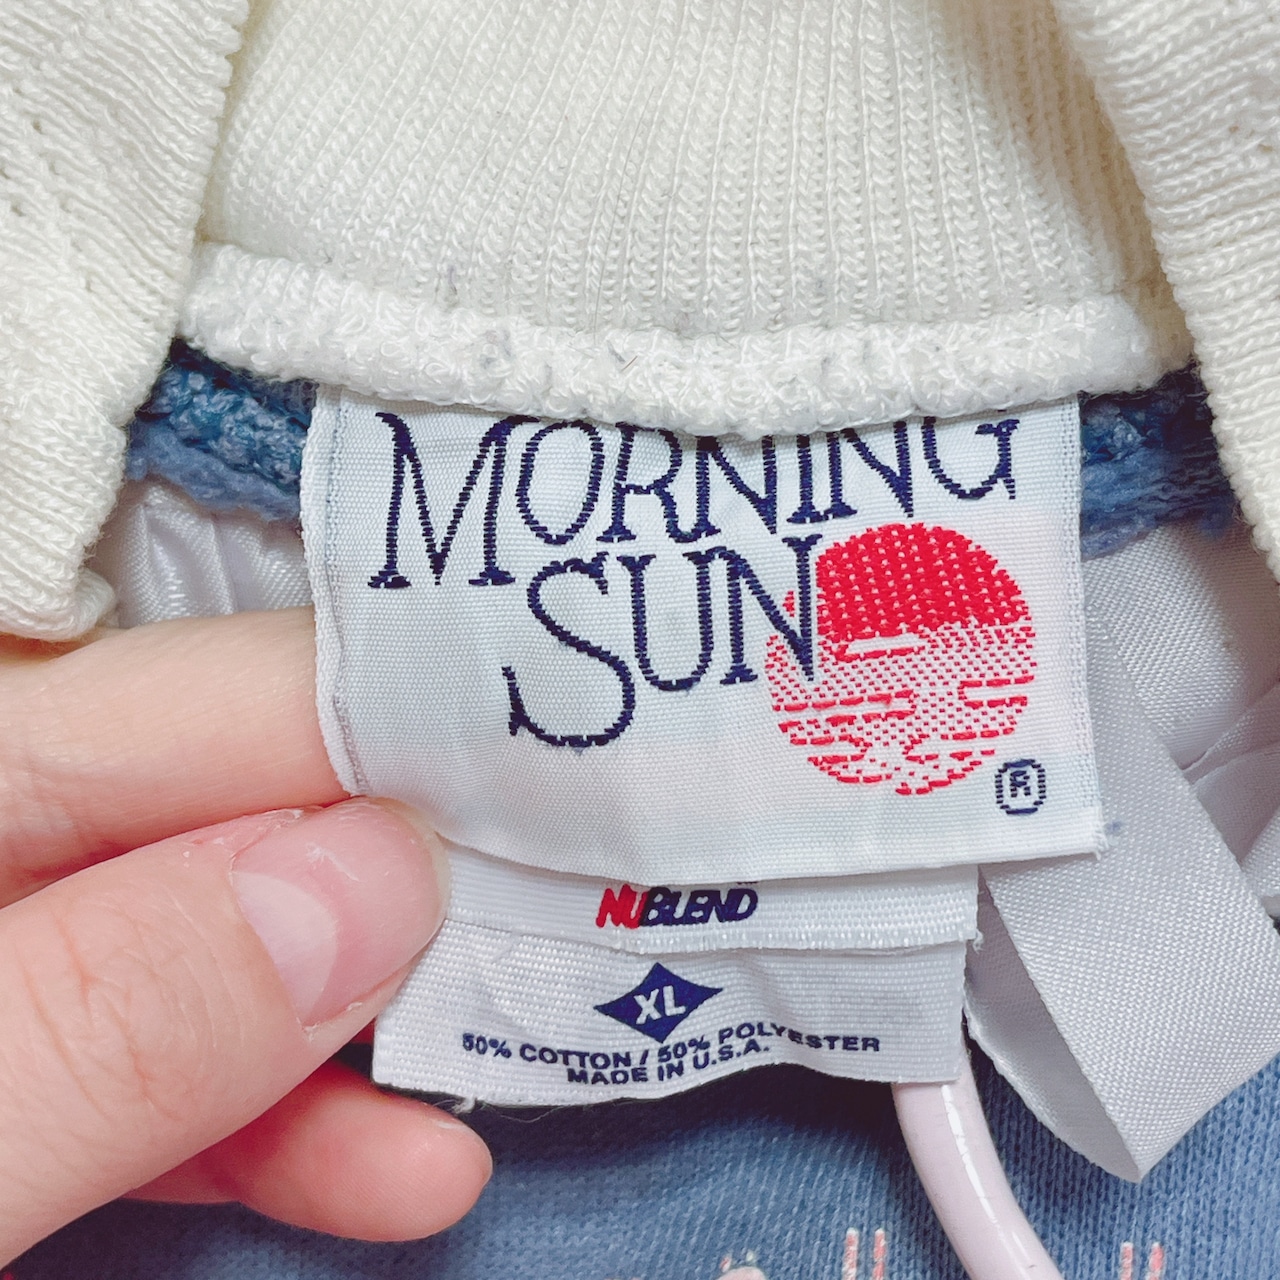 MORNING
SUN
®
NUBLEND
XL
50% COTTON / 50% POLYESTER
MADE IN U.S.A.